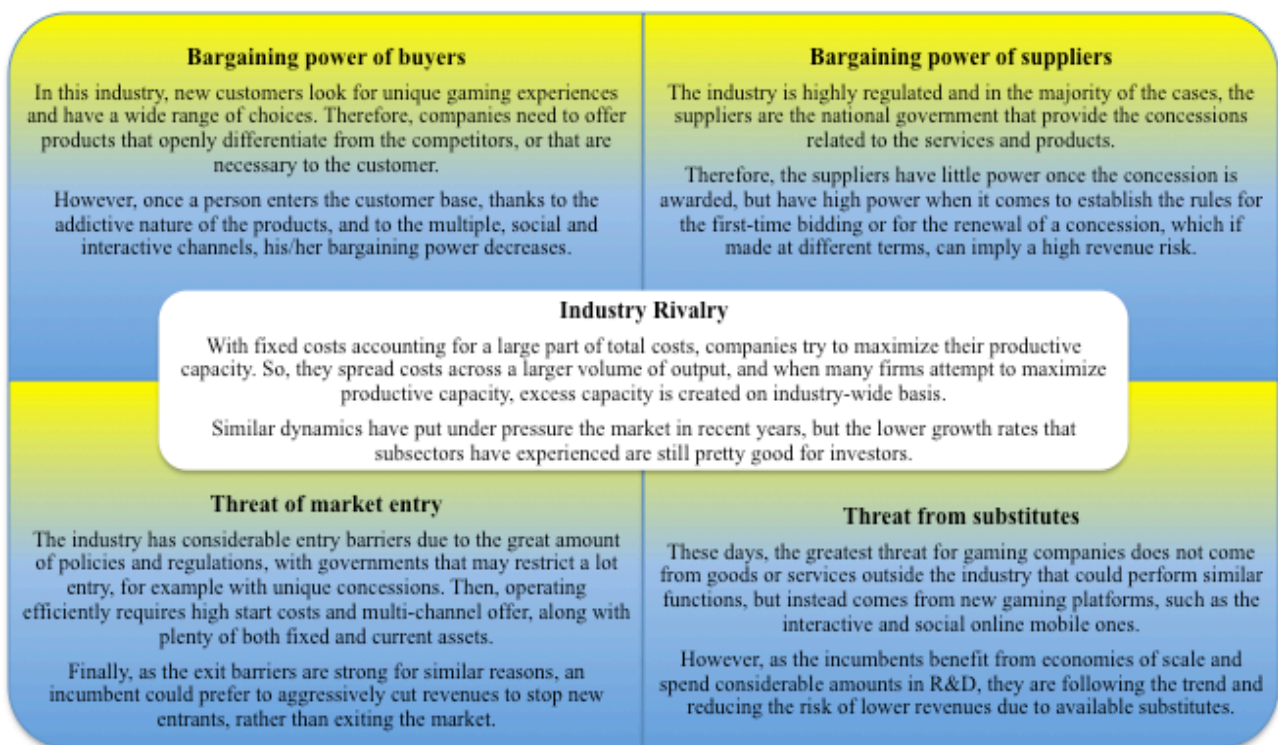 Bargaining power of buyers
In this industry, new customers look for unique gaming experiences
and have a wide range of choices. Therefore, companies need to offer
products that openly differentiate from the competitors, or that are
necessary to the customer.
However, once a person enters the customer base, thanks to the
addictive nature of the products, and to the multiple, social and
interactive channels, his/her bargaining power decreases.
Bargaining power of suppliers
The industry is highly regulated and in the majority of the cases, the
suppliers are the national government that provide the concessions
related to the services and products.
Therefore, the suppliers have little power once the concession is
awarded, but have high power when it comes to establish the rules for
the first-time bidding or for the renewal of a concession, which if
made at different terms, can imply a high revenue risk.
Industry Rivalry
With fixed costs accounting for a large part of total costs, companies try to maximize their productive
capacity. So, they spread costs across a larger volume of output, and when many firms attempt to maximize
productive capacity, excess capacity is created on industry-wide basis.
Similar dynamics have put under pressure the market in recent years, but the lower growth rates that
subsectors have experienced are still pretty good for investors.
Threat of market entry
The industry has considerable entry barriers due to the great amount
of policies and regulations, with governments that may restrict a lot
entry, for example with unique concessions. Then, operating
efficiently requires high start costs and multi-channel offer, along with
plenty of both fixed and current assets.
Finally, as the exit barriers are strong for similar reasons, an
incumbent could prefer to aggressively cut revenues to stop new
entrants, rather than exiting the market.
Threat from substitutes
These days, the greatest threat for gaming companies does not come
from goods or services outside the industry that could perform similar
functions, but instead comes from new gaming platforms, such as the
interactive and social online mobile ones.
However, as the incumbents benefit from economies of scale and
spend considerable amounts in R&D, they are following the trend and
reducing the risk of lower revenues due to available substitutes.